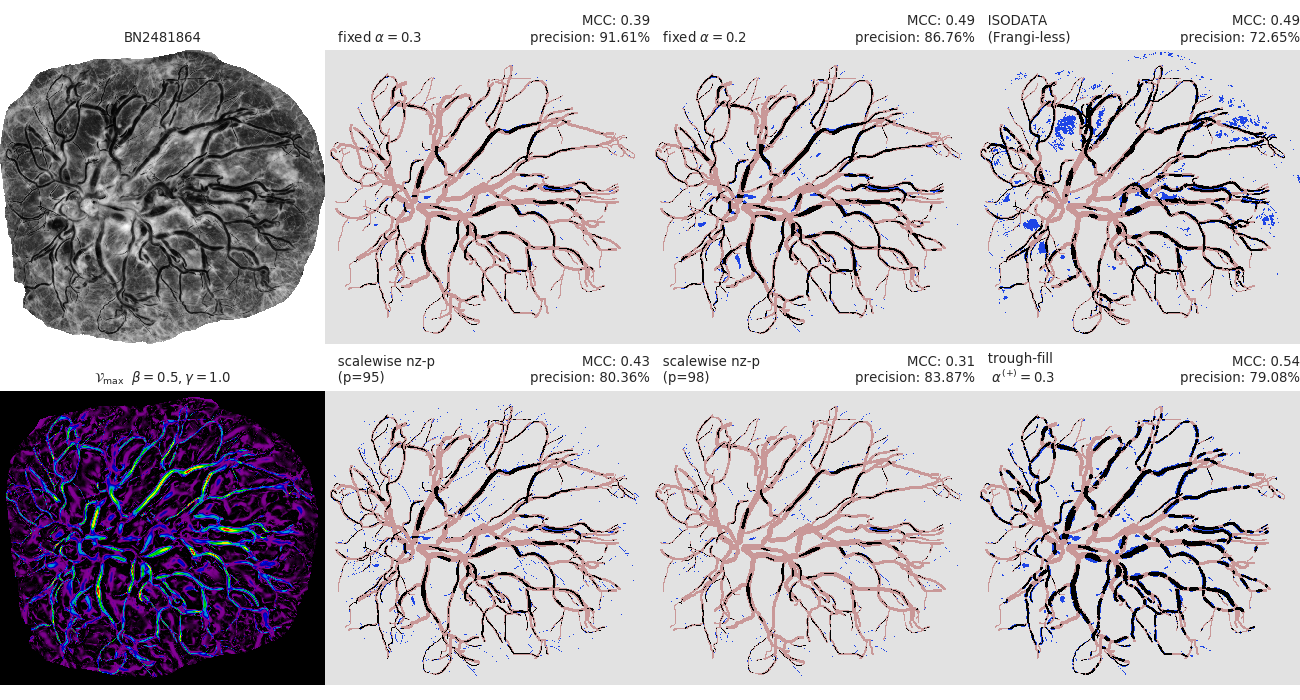 BN2481864
MCC: 0.39
fixed α = 0.3 precision: 91.61%
MCC: 0.49
fixed α = 0.2 precision: 86.76%
ISODATA MCC: 0.49
(Frangi-less) precision: 72.65%
𝒱max β = 0.5, γ = 1.0
scalewise nz-p MCC: 0.43
(p=95) precision: 80.36%
scalewise nz-p MCC: 0.31
(p=98) precision: 83.87%
trough-fill MCC: 0.54
α(+) = 0.3 precision: 79.08%